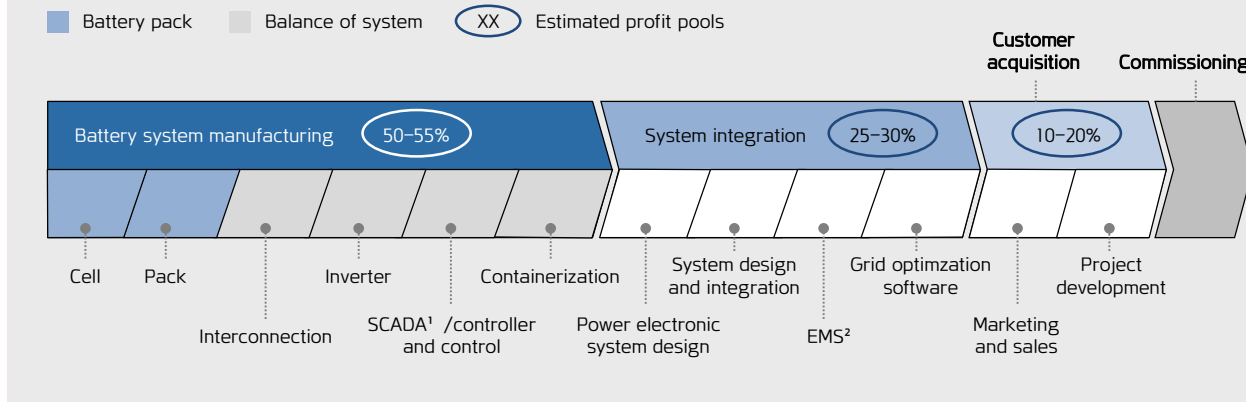 Battery pack
Balance of system
XX
Estimated profit pools
Customer
acquisition
Commissioning
Battery system manufacturing
50–55%
System integration
25–30%
10–20%
Cell
Pack
Interconnection
Inverter
SCADA¹ /controller
and control
Containerization
Power electronic
system design
System design
and integration
EMS²
Grid optimzation
software
Marketing
and sales
Project
development